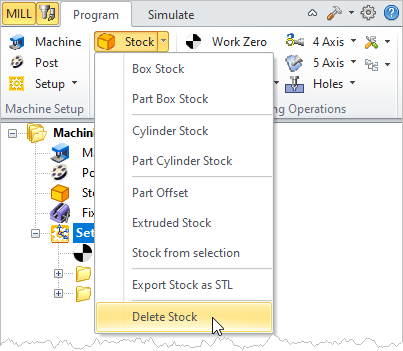 MILL Program Simulate
Machine Stock Work Zero 4 Axis
Post 5 Axis
Setup Holes
Machine Setup ng Operations
Box Stock
Part Box Stock
Cylinder Stock
Part Cylinder Stock
Part Offset
Extruded Stock
Stock from selection
Export Stock as STL
Delete Stock
Machin
Ma
Po
Sto
Fix
Set